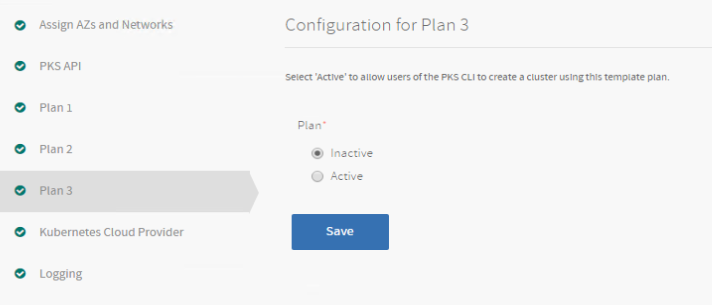 Assign AZs and Networks
PKS API
Plan 1
Plan 2
Plan 3
Kubernetes Cloud Provider
Logging
Configuration for Plan 3
Select 'Active' to allow users of the PKS CLI to create a cluster using this template plan.
Plan*
Inactive
Active
Save